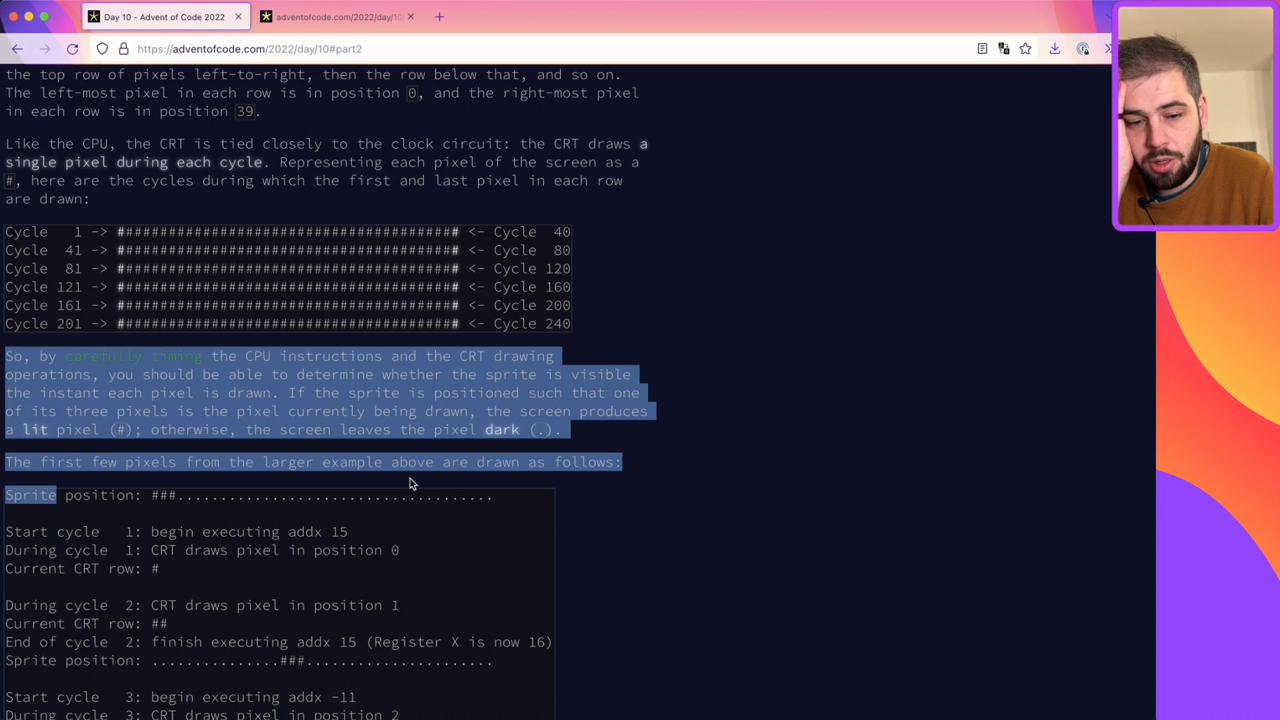 Day 10 - Advent of Code 2022
adventofcode.com/2022/day/10
https://adventofcode.com/2022/day/10#part2
the top row of pixels left-to-right, then the row below that, and so on.
The left-most pixel in each row is in position 0, and the right-most pixel
in each row is in position 39.
Like the CPU, the CRT is tied closely to the clock circuit: the CRT draws a
single pixel during each cycle. Representing each pixel of the screen as a
#, here are the cycles during which the first and last pixel in each row
are drawn:
Cycle   1 -> ######################################## <- Cycle  40
Cycle  41 -> ######################################## <- Cycle  80
Cycle  81 -> ######################################## <- Cycle 120
Cycle 121 -> ######################################## <- Cycle 160
Cycle 161 -> ######################################## <- Cycle 200
Cycle 201 -> ######################################## <- Cycle 240
So, by carefully timing the CPU instructions and the CRT drawing
operations, you should be able to determine whether the sprite is visible
the instant each pixel is drawn. If the sprite is positioned such that one
of its three pixels is the pixel currently being drawn, the screen produces
a lit pixel (#); otherwise, the screen leaves the pixel dark (.).
The first few pixels from the larger example above are drawn as follows:
Sprite position: ###.....................................
Start cycle   1: begin executing addx 15
During cycle  1: CRT draws pixel in position 0
Current CRT row: #
During cycle  2: CRT draws pixel in position 1
Current CRT row: ##
End of cycle  2: finish executing addx 15 (Register X is now 16)
Sprite position: ...............###......................
Start cycle   3: begin executing addx -11
During cycle  3: CRT draws pixel in position 2